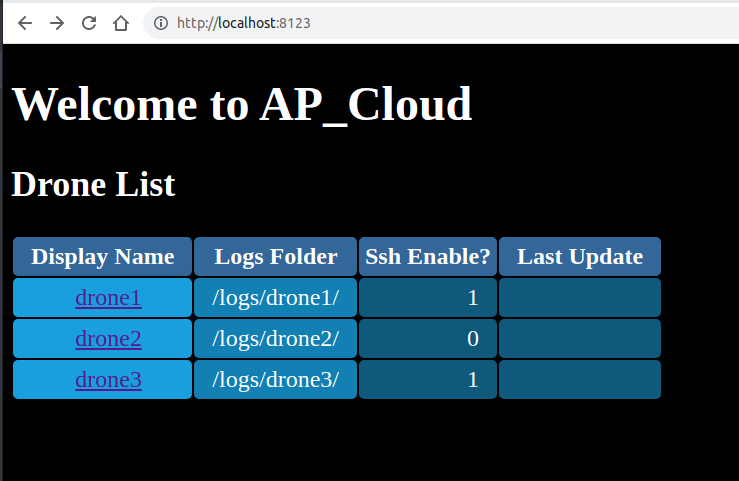 http://localhost:8123
Welcome to AP_Cloud
Drone List
Display Name Logs Folder Ssh Enable? Last Update
drone1 /logs/drone1/ 1
drone2 /logs/drone2/ 0
drone3 /logs/drone3/ 1